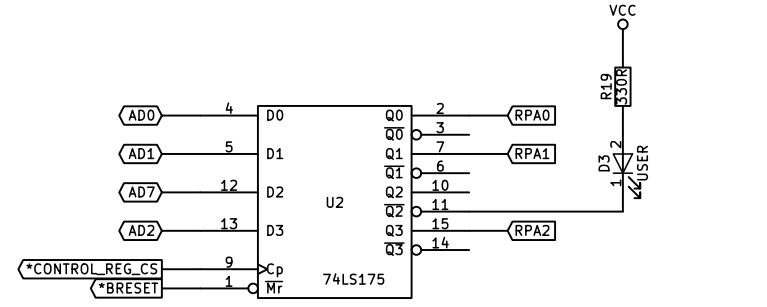 VCC
R19
330R
2
D3
USER
1
AD0 4 D0 Q0 2 RPA0
Q0 3
AD1 5 D1 Q1 7 RPA1
Q1 6
AD7 12 D2 Q2 10
U2
Q2 11
AD2 13 D3 Q3 15 RPA2
Q3 14
*CONTROL_REG_CS 9 Cp
74LS175
*BRESET 1 Mr